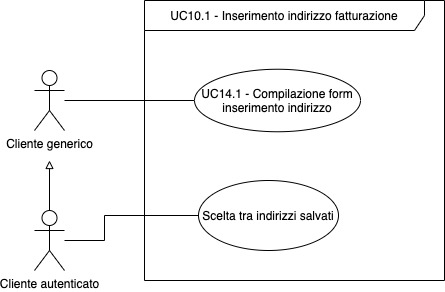 UC10.1 - Inserimento indirizzo fatturazione
UC14.1 - Compilazione form
inserimento indirizzo
Cliente generico
Scelta tra indirizzi salvati
Cliente autenticato